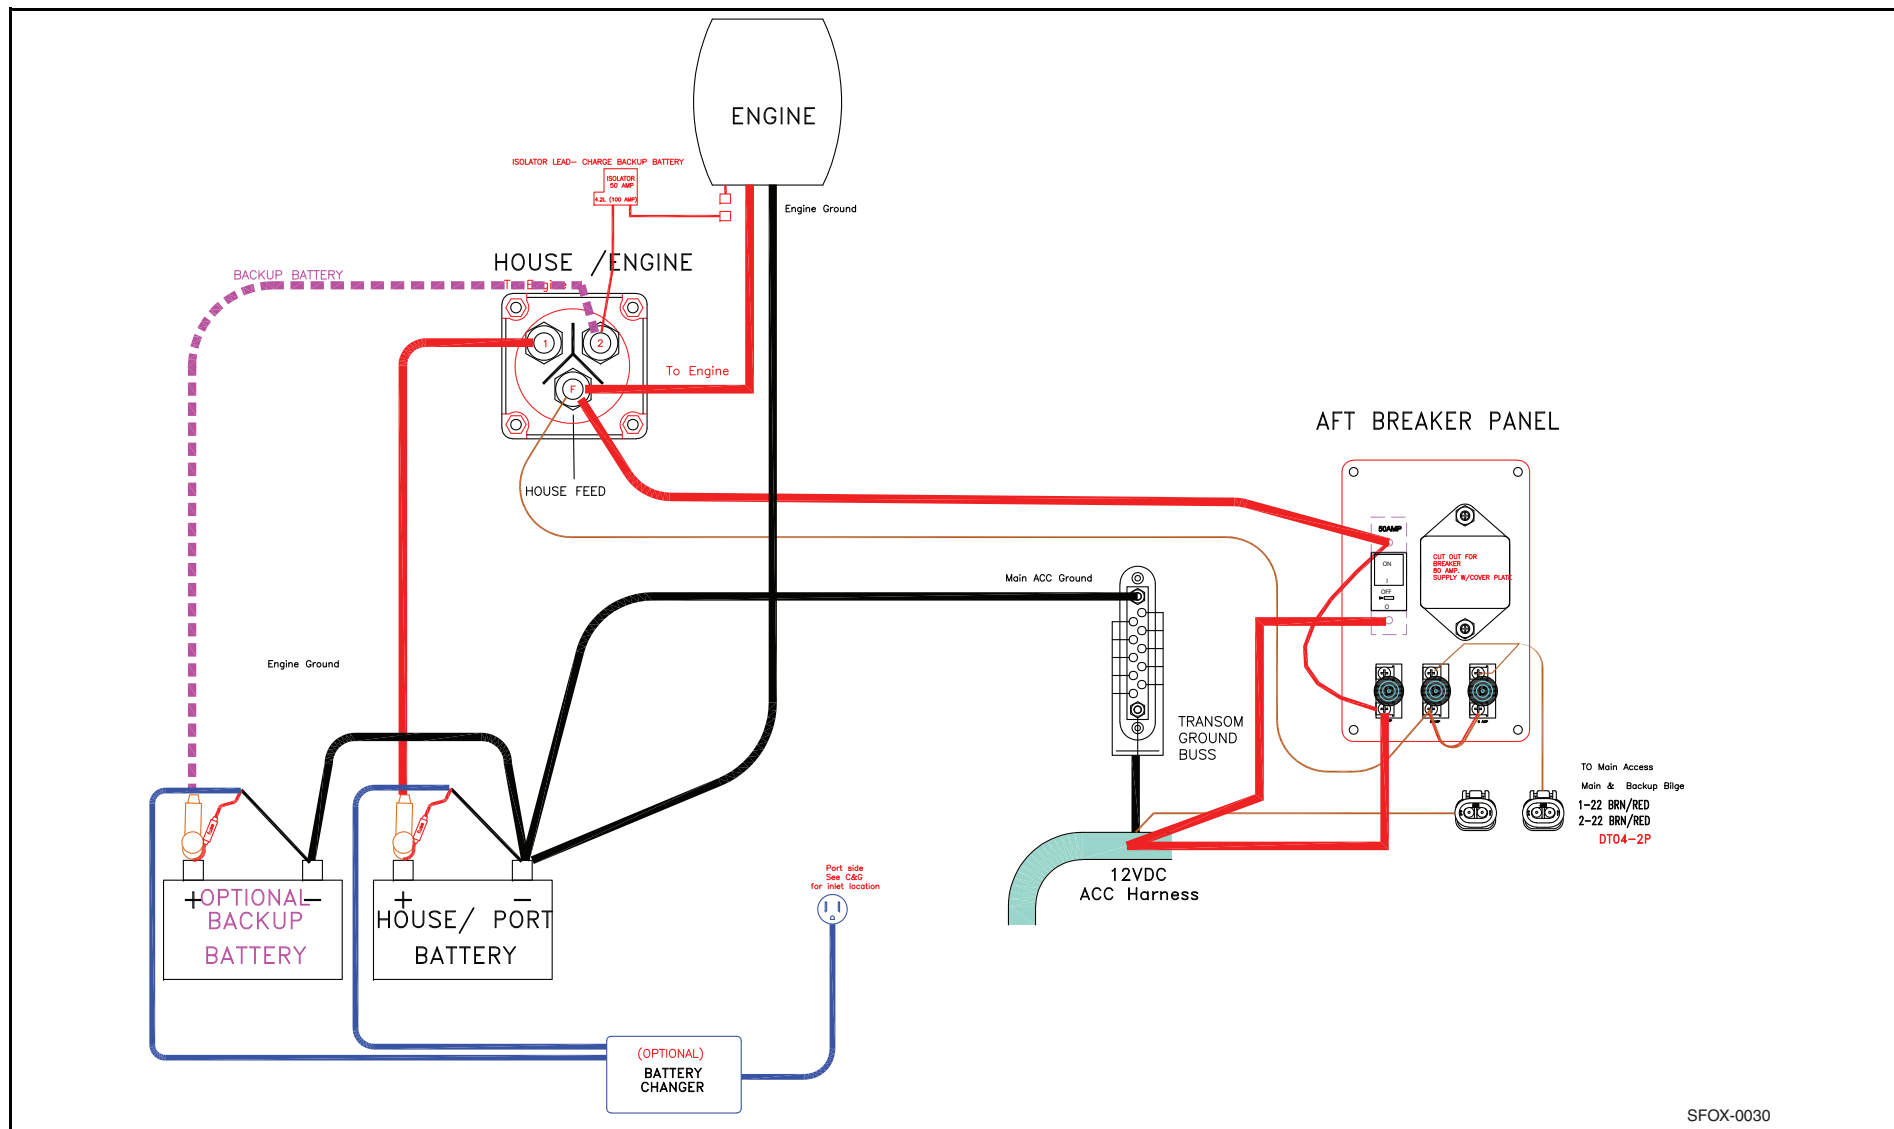 ENGINE
ISOLATOR LEAD- CHARGE BACKUP BATTERY
ISOLATOR
50 AMP
4.2L (100 AMP)
Engine Ground
HOUSE /ENGINE
To Engine
BACKUP BATTERY
1
2
F
To Engine
HOUSE FEED
AFT BREAKER PANEL
50AMP
ON
I
OFF
O
CUT OUT FOR
BREAKER
80 AMP.
SUPPLY W/COVER PLATE
Main ACC Ground
Engine Ground
TRANSOM
GROUND
BUSS
TO Main Access
Main & Backup Bilge
1-22 BRN/RED
2-22 BRN/RED
DT04-2P
12VDC
ACC Harness
Port side
See C&G
for inlet location
+ −
OPTIONAL
BACKUP
BATTERY
+ −
HOUSE/ PORT
BATTERY
(OPTIONAL)
BATTERY
CHANGER
SFOX-0030